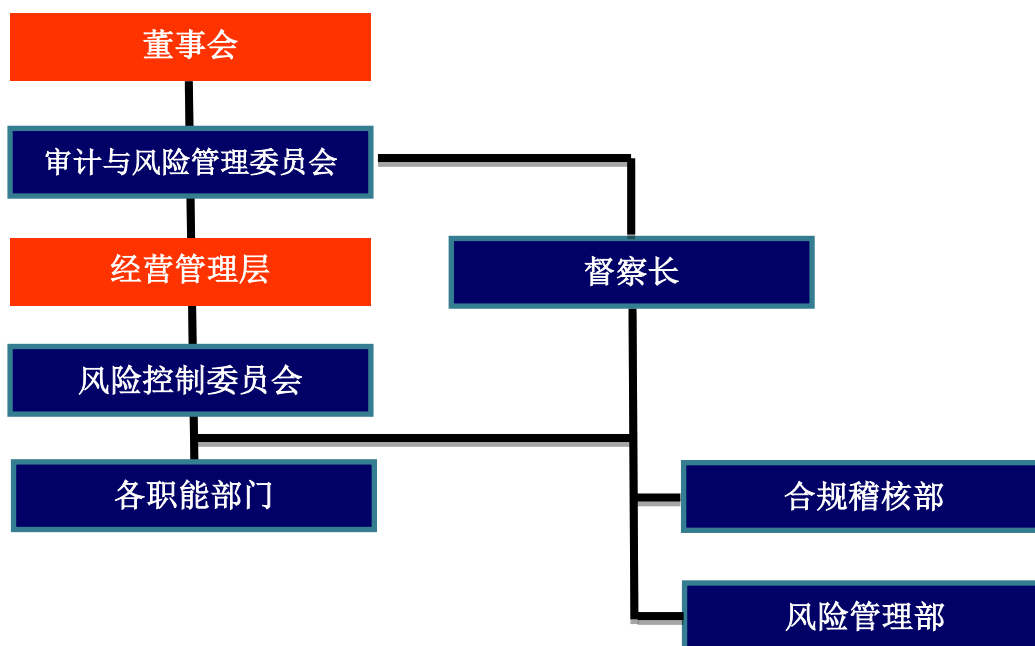 董事会
审计与风险管理委员会
经营管理层
督察长
风险控制委员会
各职能部门
合规稽核部
风险管理部